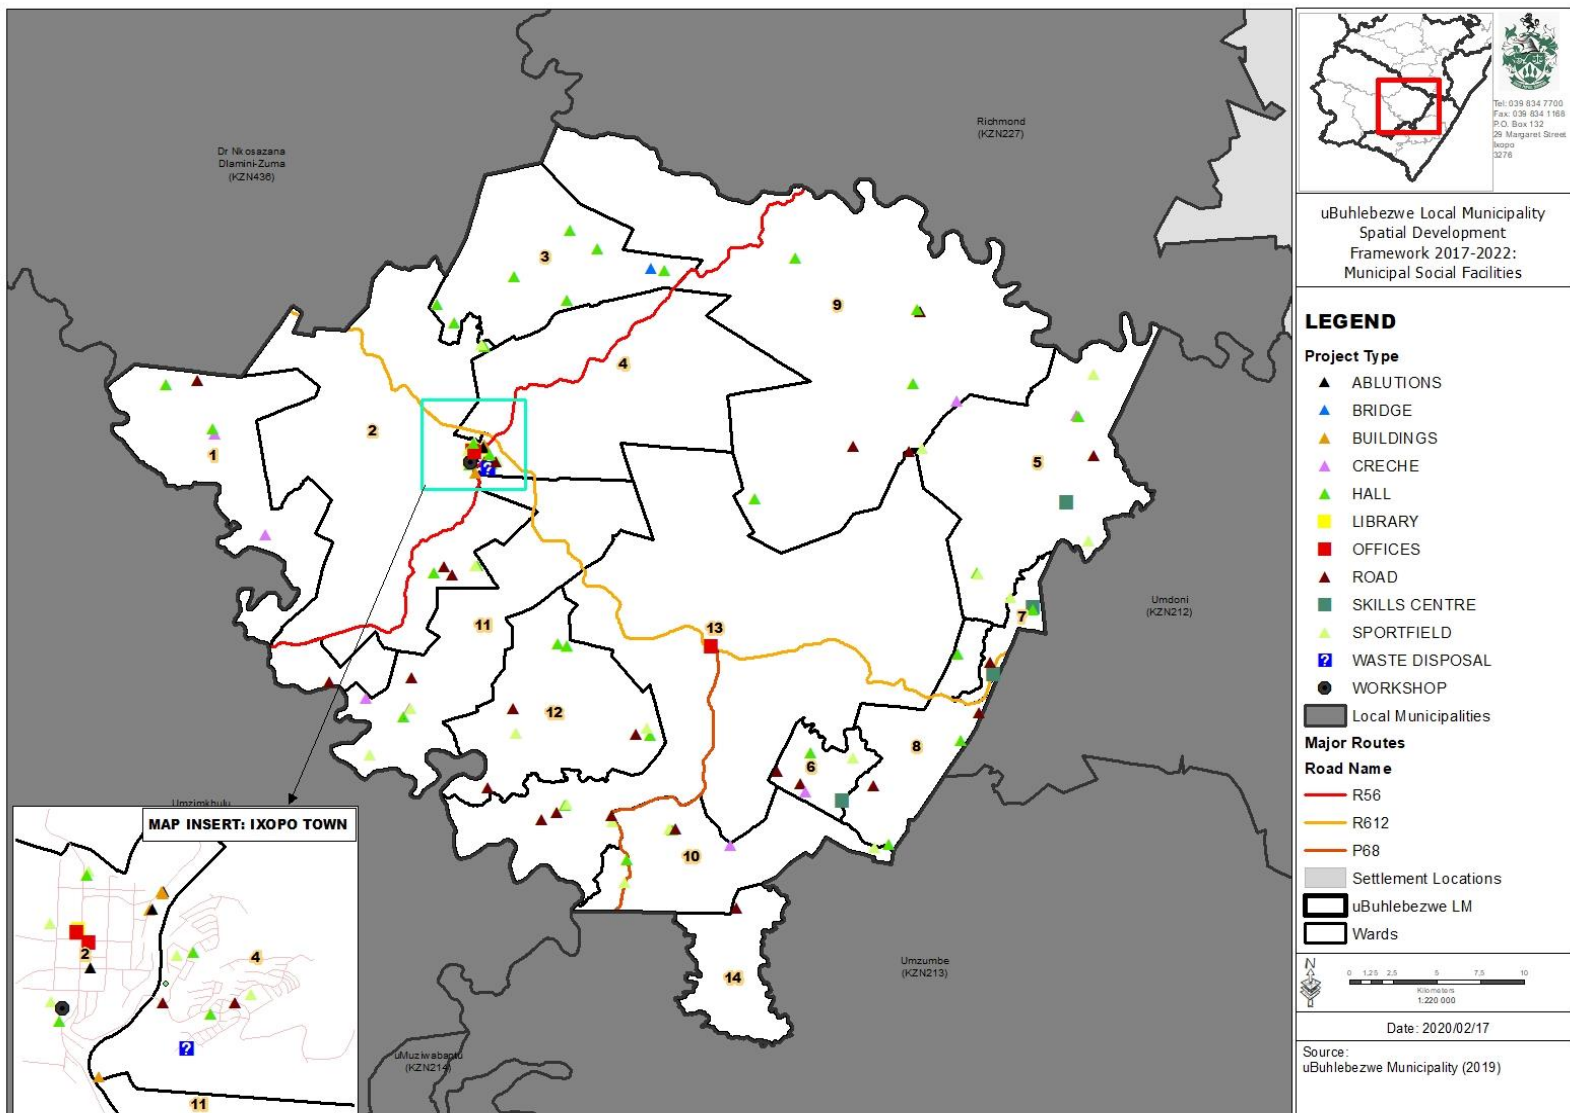 Dr Nkosazana
Dlamini-Zuma
(KZN436)
Richmond
(KZN227)
Umdoni
(KZN212)
Umzumbe
(KZN213)
uMuziwabantu
(KZN214)
Umzimkhulu
1
2
3
4
5
6
7
8
9
10
11
12
13
14
MAP INSERT: IXOPO TOWN
2
4
11
Tel: 039 834 7700
Fax: 039 834 1168
P.O. Box 132
29 Margaret Street
Ixopo
3276
uBuhlebezwe Local Municipality
Spatial Development
Framework 2017-2022:
Municipal Social Facilities
LEGEND
Project Type
ABLUTIONS
BRIDGE
BUILDINGS
CRECHE
HALL
LIBRARY
OFFICES
ROAD
SKILLS CENTRE
SPORTFIELD
? WASTE DISPOSAL
WORKSHOP
Local Municipalities
Major Routes
Road Name
R56
R612
P68
Settlement Locations
uBuhlebezwe LM
Wards
N
0 1,25 2,5 5 7,5 10
Kilometers
1:220 000
Date: 2020/02/17
Source:
uBuhlebezwe Municipality (2019)